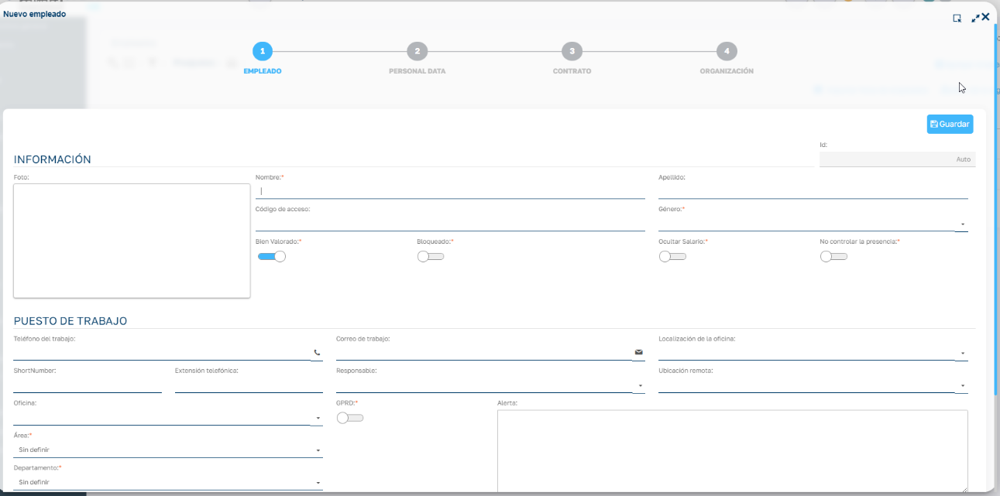 Nuevo empleado
1 2 3 4
EMPLEADO PERSONAL DATA CONTRATO ORGANIZACIÓN
Guardar
Id:
INFORMACIÓN
Auto
Foto: Nombre:* Apellido:
Código de acceso: Género:*
Bien Valorado:* Bloqueado:* Ocultar Salario:* No controlar la presencia:*
PUESTO DE TRABAJO
Teléfono del trabajo: Correo de trabajo: Localización de la oficina:
ShortNumber: Extensión telefónica: Responsable: Ubicación remota:
Oficina: GPRD:* Alerta:
Área:*
Sin definir
Departamento:*
Sin definir